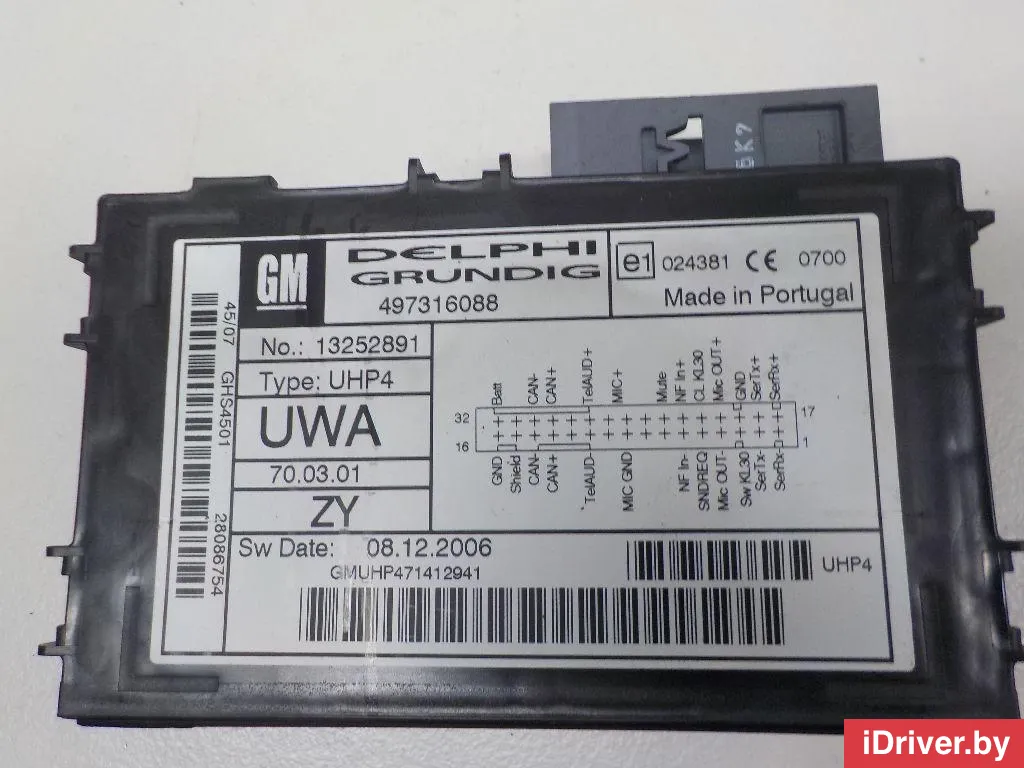 БК?
GM
DELPHI
GRUNDIG
497316088
e1 024381 CE 0700
Made in Portugal
No.: 13252891
Type: UHP4
UWA
70.03.01
ZY
45/07 GHS4501 28086754
Batt CAN- CAN+ TelAUD+ MIC+ Mute NF In+ CL KL30 Mic OUT+ GND SerTx+ SerRx+
32 17
16 1
GND Shield CAN- CAN+ TelAUD- MIC GND NF In- SNDREQ Mic OUT- Sw KL30 SerTx- SerRx-
Sw Date: 08.12.2006
GMUHP471412941
UHP4
iDriver.by